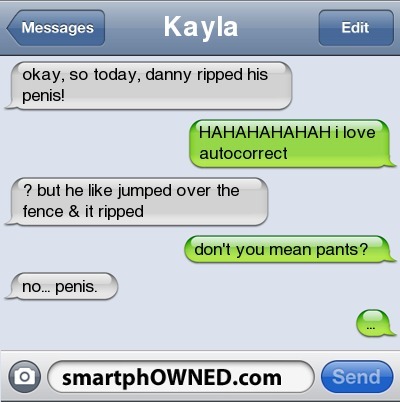 Messages
Kayla
Edit
okay, so today, danny ripped his
penis!
HAHAHAHAHAH i love
autocorrect
? but he like jumped over the
fence & it ripped
don't you mean pants?
no... penis.
...
smartphOWNED.com
Send